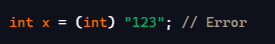 int x = (int) "123"; // Error